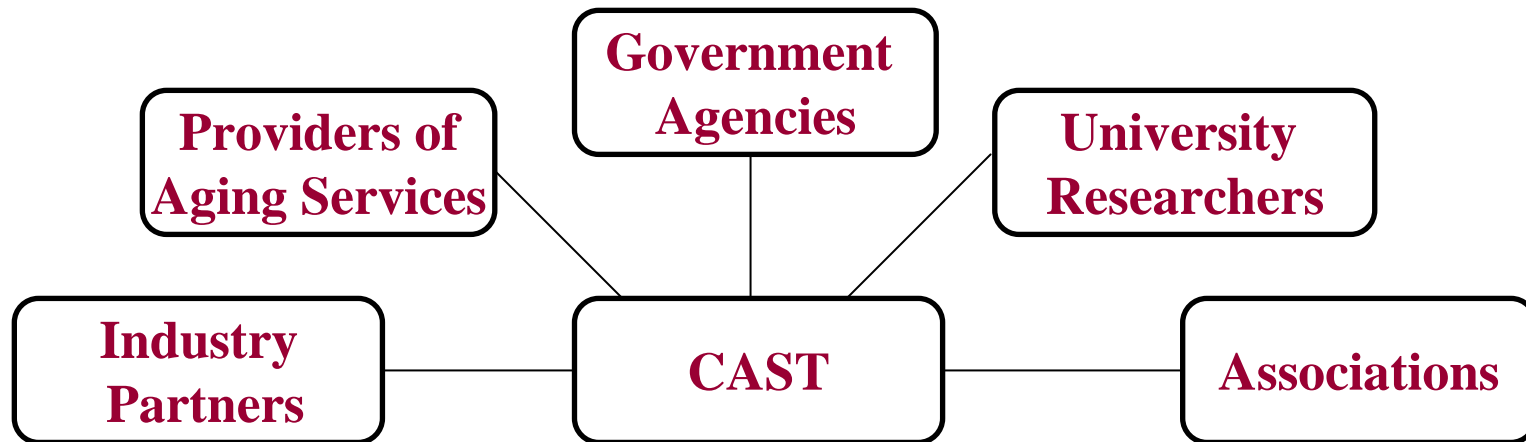 Government
Agencies
Providers of
Aging Services
University
Researchers
Industry
Partners
CAST
Associations